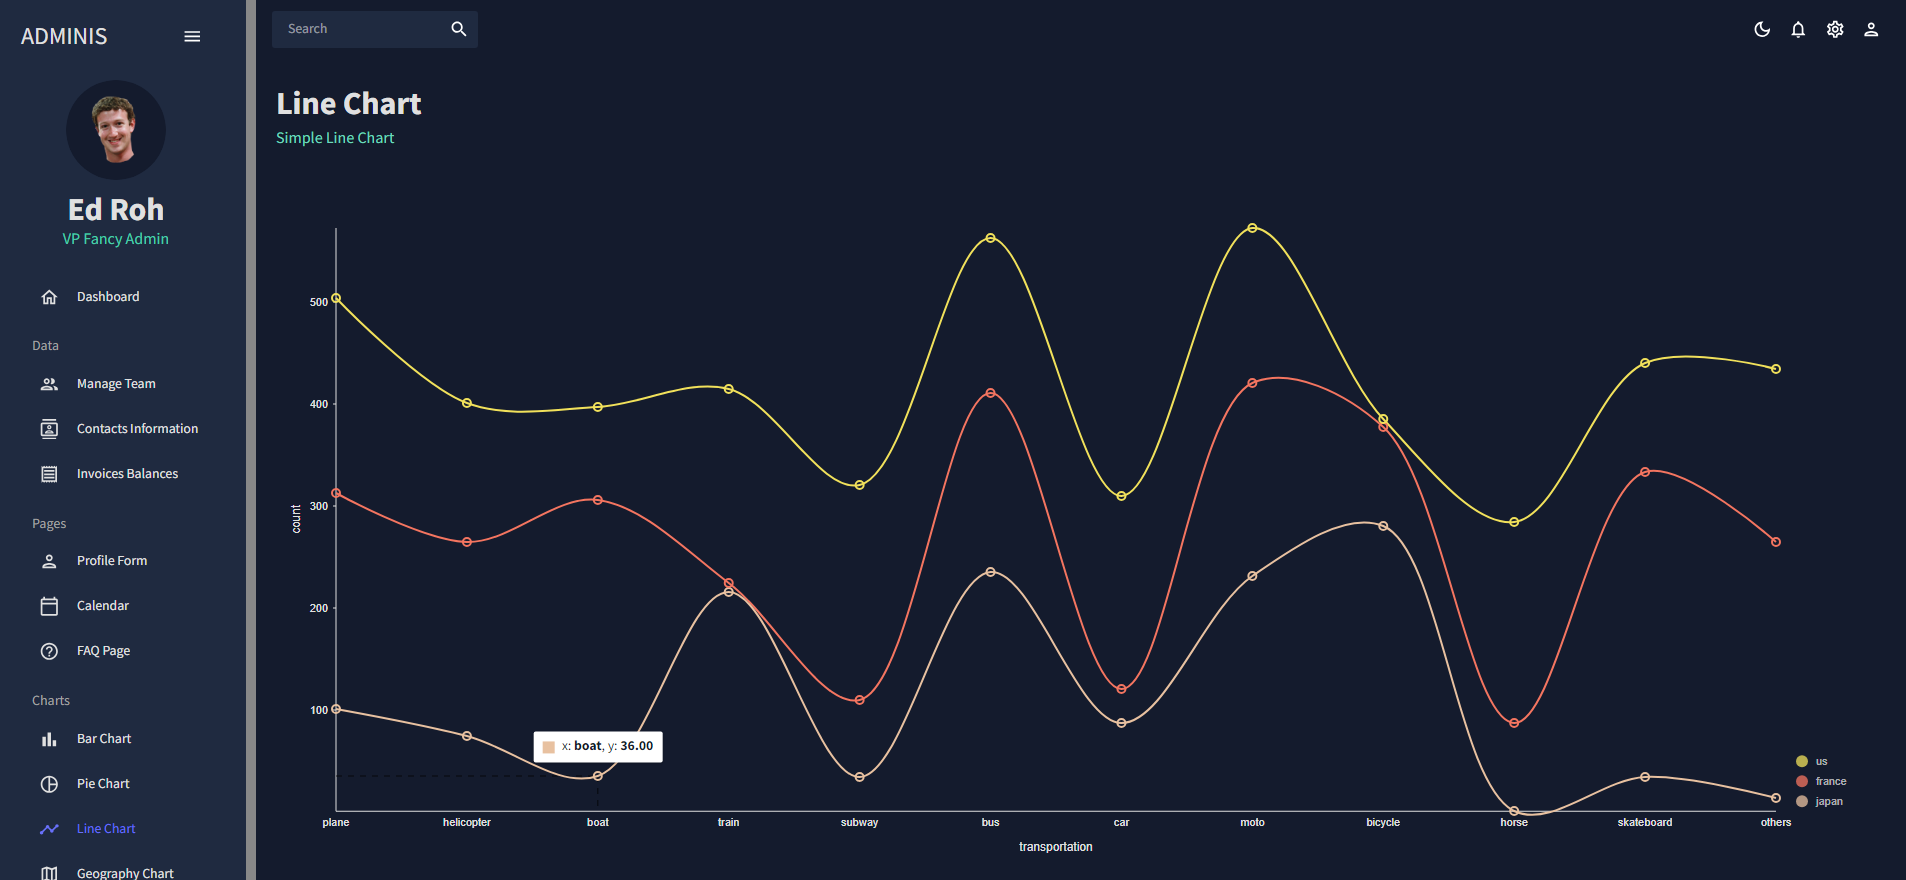 ADMINIS
Search
Ed Roh
VP Fancy Admin
Dashboard
Data
Manage Team
Contacts Information
Invoices Balances
Pages
Profile Form
Calendar
FAQ Page
Charts
Bar Chart
Pie Chart
Line Chart
Geography Chart
Line Chart
Simple Line Chart
500
400
300
200
100
count
x: boat, y: 36.00
plane helicopter boat train subway bus car moto bicycle horse skateboard others
transportation
us
france
japan